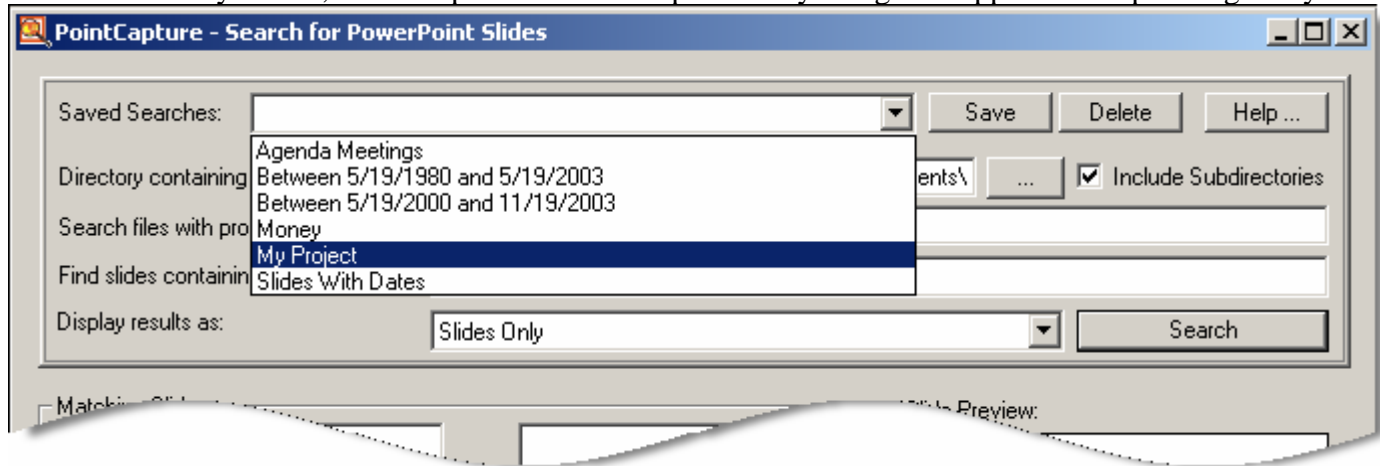 PointCapture - Search for PowerPoint Slides
Saved Searches:
Save Delete Help ...
Agenda Meetings
Directory containing
Between 5/19/1980 and 5/19/2003
ents\ ... Include Subdirectories
Between 5/19/2000 and 11/19/2003
Search files with pro
Money
My Project
Find slides containin
Slides With Dates
Display results as: Slides Only Search
Preview: